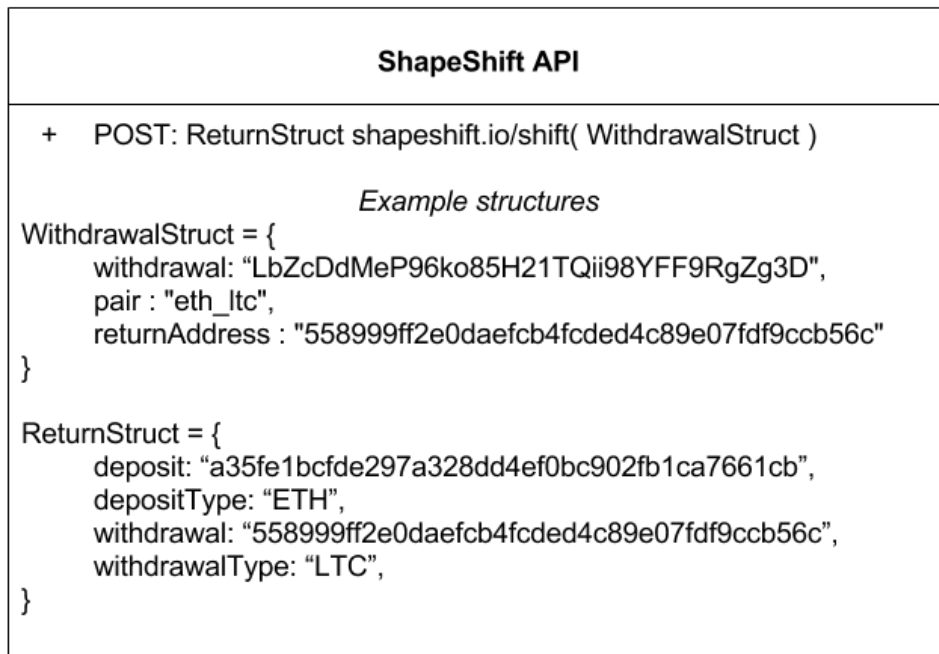 ShapeShift API
+ POST: ReturnStruct shapeshift.io/shift( WithdrawalStruct )
Example structures
WithdrawalStruct = {
withdrawal: “LbZcDdMeP96ko85H21TQii98YFF9RgZg3D",
pair : "eth_ltc",
returnAddress : "558999ff2e0daefcb4fcded4c89e07fdf9ccb56c"
}
ReturnStruct = {
deposit: “a35fe1bcfde297a328dd4ef0bc902fb1ca7661cb”,
depositType: “ETH”,
withdrawal: “558999ff2e0daefcb4fcded4c89e07fdf9ccb56c”,
withdrawalType: “LTC”,
}